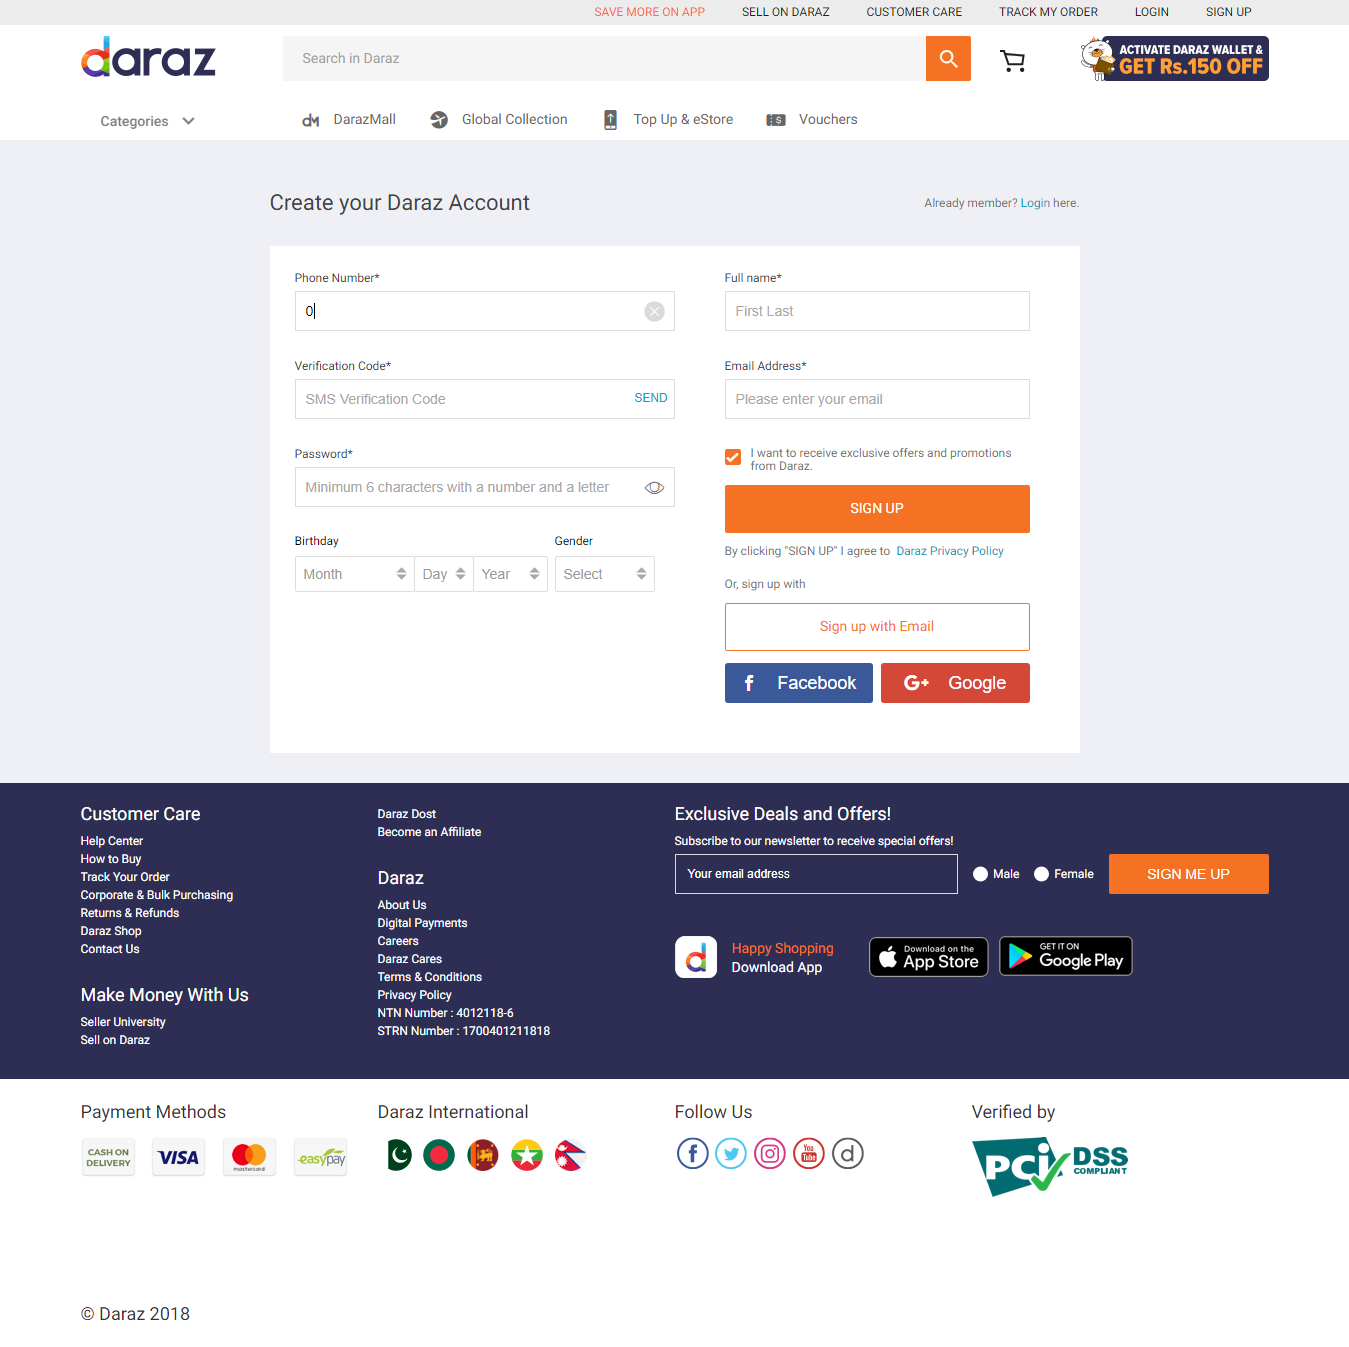 SAVE MORE ON APP SELL ON DARAZ CUSTOMER CARE TRACK MY ORDER LOGIN SIGN UP
daraz
Search in Daraz
ACTIVATE DARAZ WALLET &
GET Rs.150 OFF
Categories
dM DarazMall Global Collection Top Up & eStore $ Vouchers
Create your Daraz Account
Already member? Login here.
Phone Number*
0
Verification Code*
SMS Verification Code SEND
Password*
Minimum 6 characters with a number and a letter
Birthday Gender
Month Day Year Select
Full name*
First Last
Email Address*
Please enter your email
I want to receive exclusive offers and promotions
from Daraz.
SIGN UP
By clicking "SIGN UP" I agree to Daraz Privacy Policy
Or, sign up with
Sign up with Email
f Facebook G+ Google
Customer Care
Help Center
How to Buy
Track Your Order
Corporate & Bulk Purchasing
Returns & Refunds
Daraz Shop
Contact Us
Make Money With Us
Seller University
Sell on Daraz
Daraz Dost
Become an Affiliate
Daraz
About Us
Digital Payments
Careers
Daraz Cares
Terms & Conditions
Privacy Policy
NTN Number : 4012118-6
STRN Number : 1700401211818
Exclusive Deals and Offers!
Subscribe to our newsletter to receive special offers!
Your email address Male Female SIGN ME UP
d
Happy Shopping
Download App
Download on the
App Store
GET IT ON
Google Play
Payment Methods
CASH ON
DELIVERY
VISA
mastercard
easypay
Daraz International
Follow Us
f
You
Tube
d
Verified by
PCi DSS
COMPLIANT
© Daraz 2018